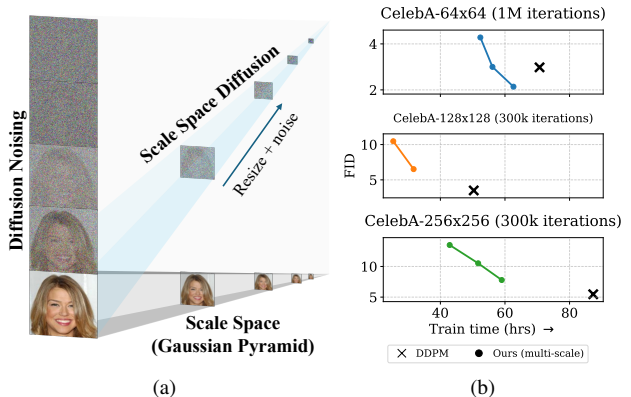 Diffusion Noising
Scale Space Diffusion
Resize + noise
Scale Space
(Gaussian Pyramid)
(a)
CelebA-64x64 (1M iterations)
4
2
CelebA-128x128 (300k iterations)
10
5
FID
CelebA-256x256 (300k iterations)
10
5
40
60
80
Train time (hrs) →
DDPM
Ours (multi-scale)
(b)